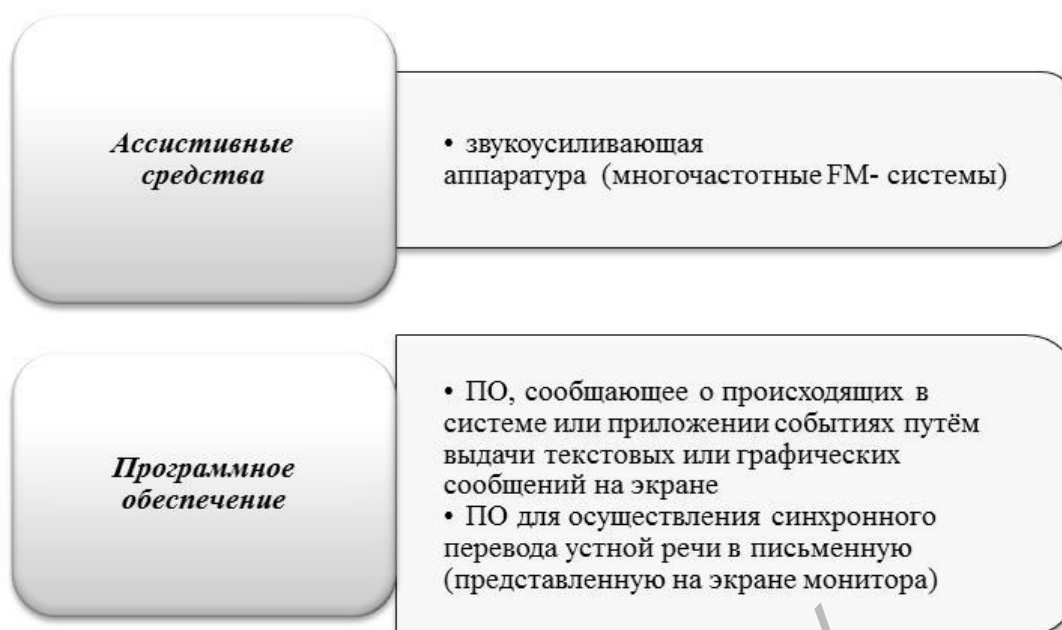 Ассистивные
средства
• звукоусиливающая
аппаратура (многочастотные FM- системы)
Программное
обеспечение
• ПО, сообщающее о происходящих в
системе или приложении событиях путём
выдачи текстовых или графических
сообщений на экране
• ПО для осуществления синхронного
перевода устной речи в письменную
(представленную на экране монитора)